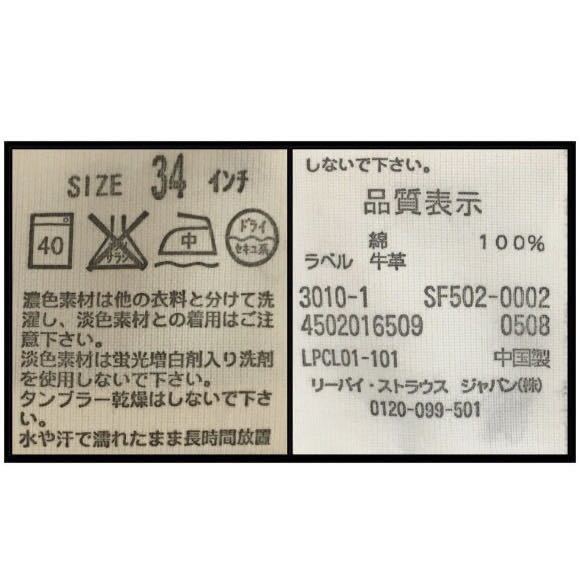 SIZE 34 インチ
40
エンソ
サラシ
中
ドライ
セキユ系
濃色素材は他の衣料と分けて洗
濯し、淡色素材との着用はご注
意下さい。
淡色素材は蛍光増白剤入り洗剤
を使用しないで下さい。
タンブラー乾燥はしないで下さ
い。
水や汗で濡れたまま長時間放置
しないで下さい。
品質表示
綿 100%
ラベル 牛革
3010-1 SF502-0002
4502016509 0508
LPCL01-101 中国製
リーバイ・ストラウス ジャパン(株)
0120-099-501